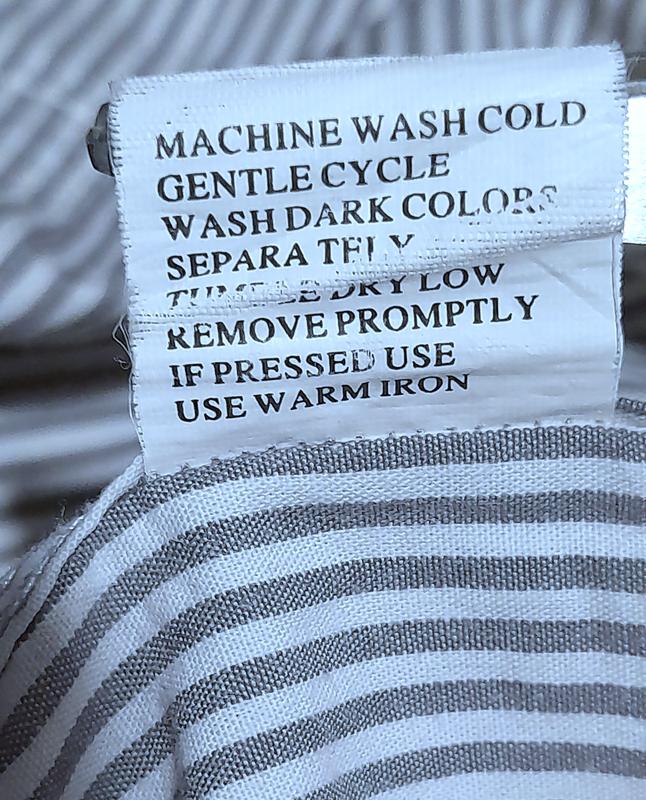 MACHINE WASH COLD
GENTLE CYCLE
WASH DARK COLORS
SEPARATELY
TUMBLE DRY LOW
REMOVE PROMPTLY
IF PRESSED USE
USE WARM IRON